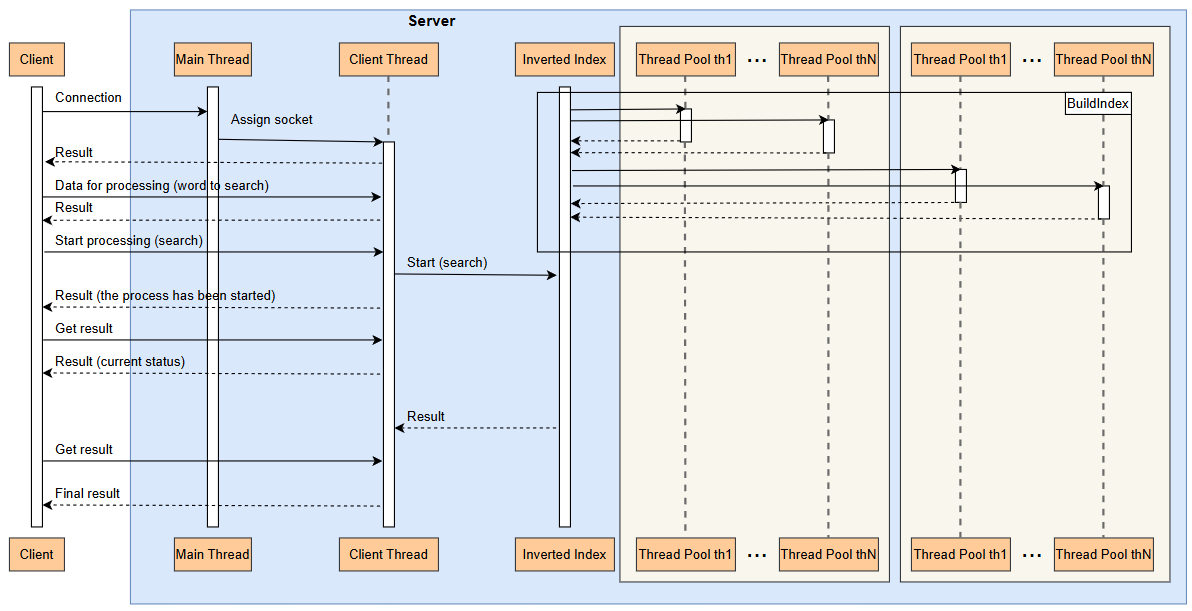 Server
Client
Main Thread
Client Thread
Inverted Index
Thread Pool th1
...
Thread Pool thN
Thread Pool th1
...
Thread Pool thN
BuildIndex
Connection
Assign socket
Result
Data for processing (word to search)
Result
Start processing (search)
Start (search)
Result (the process has been started)
Get result
Result (current status)
Result
Get result
Final result
Client
Main Thread
Client Thread
Inverted Index
Thread Pool th1
...
Thread Pool thN
Thread Pool th1
...
Thread Pool thN